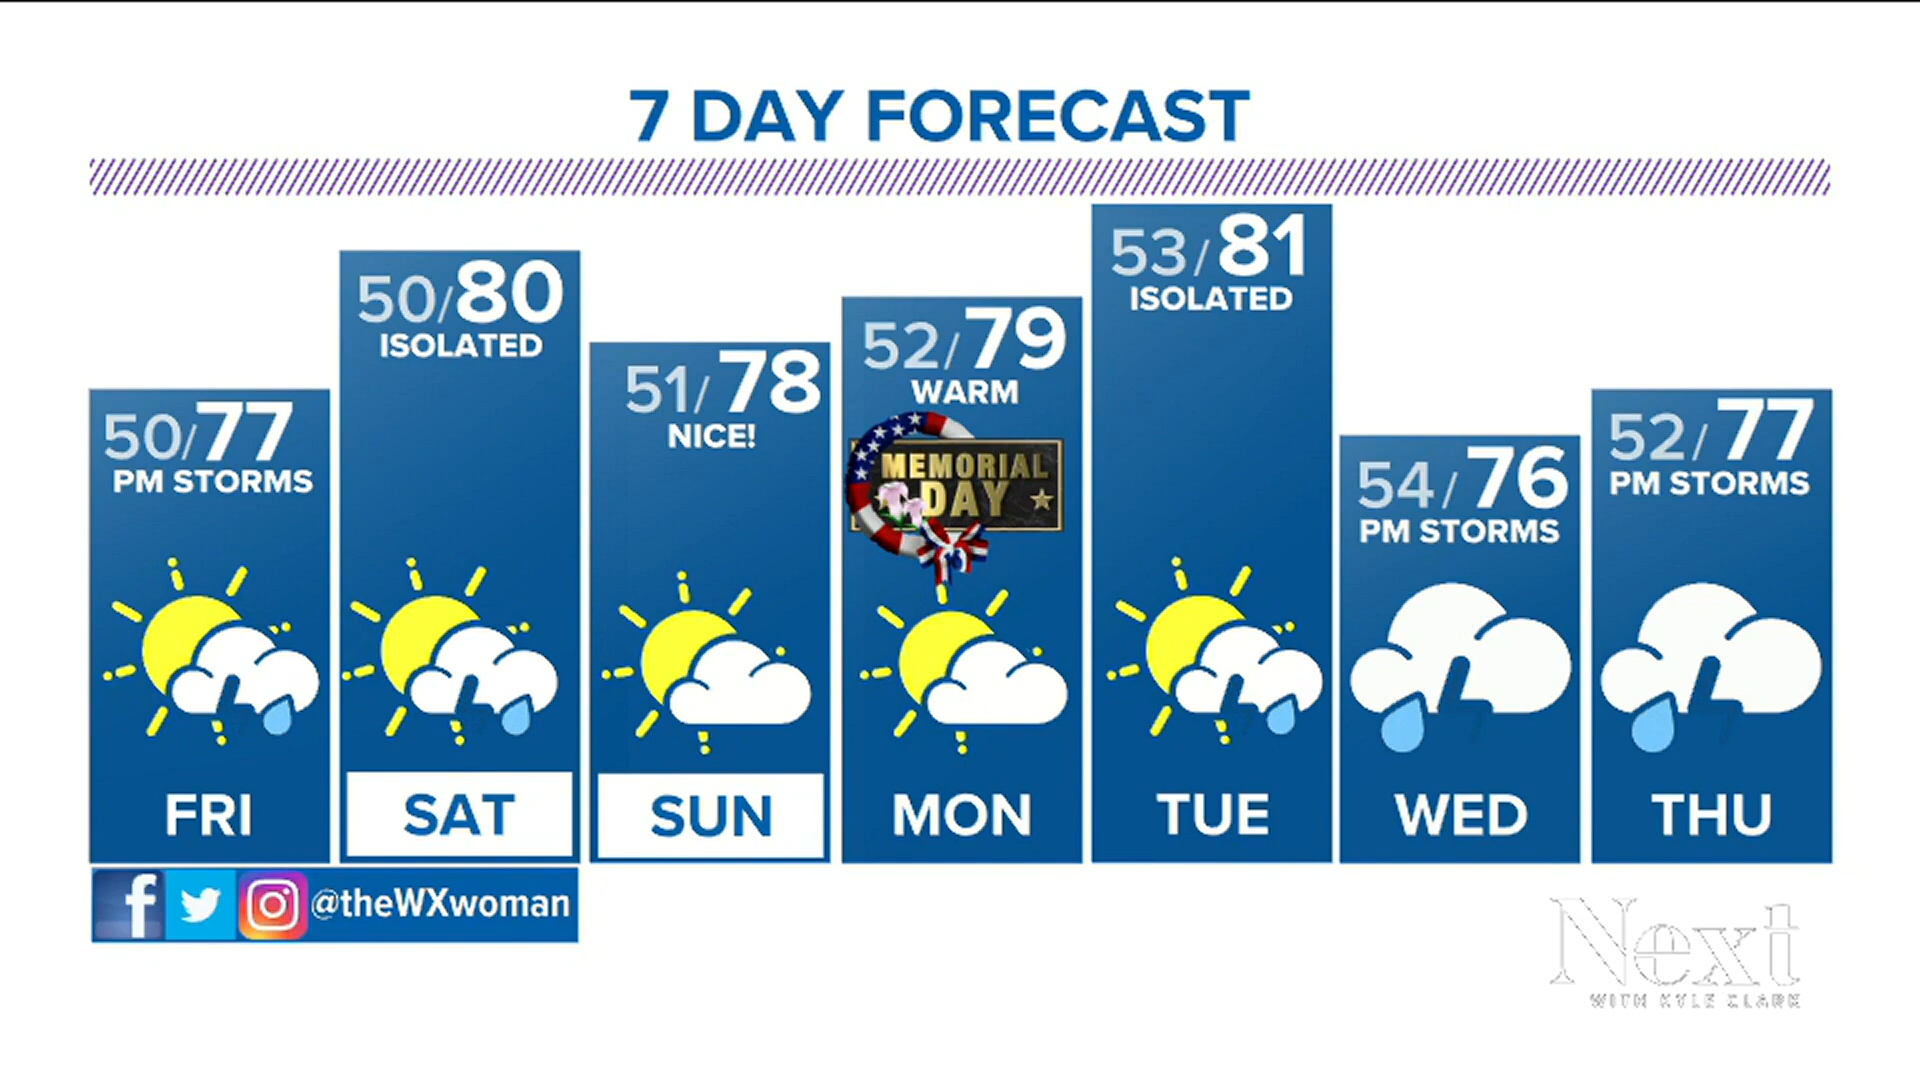 7 DAY FORECAST
50/77
PM STORMS
FRI
50/80
ISOLATED
SAT
51/78
NICE!
SUN
52/79
WARM
MEMORIAL
DAY
MON
53/81
ISOLATED
TUE
54/76
PM STORMS
WED
52/77
PM STORMS
THU
f @theWXwoman
Next
WITH KYLE CLARK